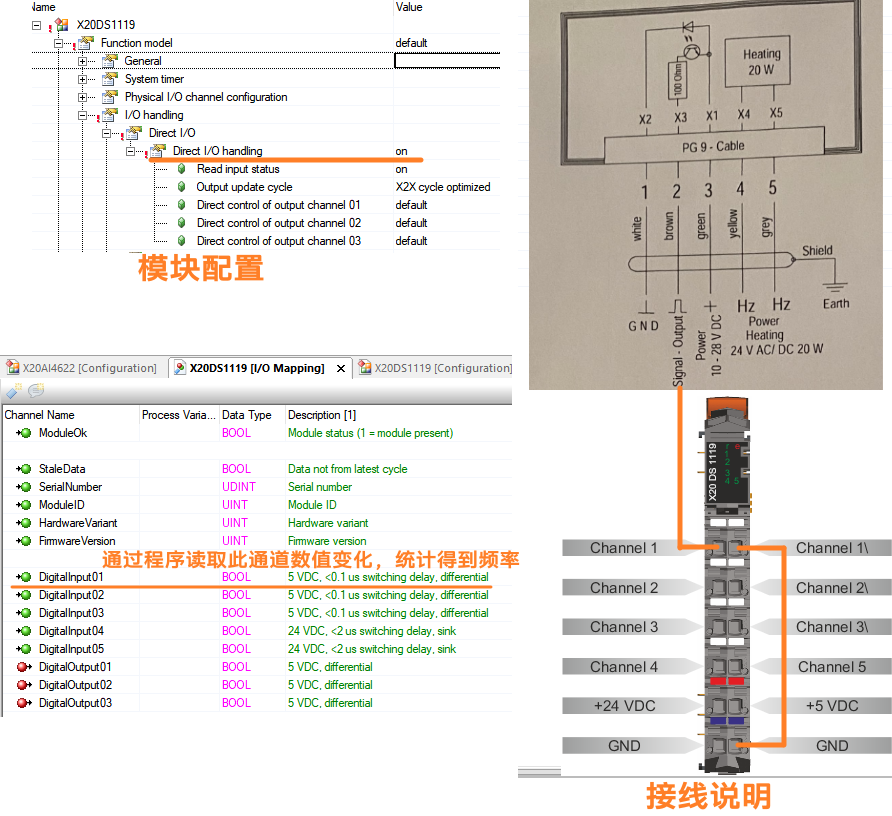 Name Value
X20DS1119
Function model default
General
System timer
Physical I/O channel configuration
I/O handling
Direct I/O
Direct I/O handling on
Read input status on
Output update cycle X2X cycle optimized
Direct control of output channel 01 default
Direct control of output channel 02 default
Direct control of output channel 03 default
模块配置
100 Ohm
Heating
20 W
X2 X3 X1 X4 X5
PG 9 - Cable
1 2 3 4 5
white
brown
green
yellow
grey
Shield
Earth
GND
Signal - Output
+
Power
10 - 28 V DC
Hz Hz
Power
Heating
24 V AC/ DC 20 W
X20AI4622 [Configuration] X20DS1119 [I/O Mapping] X20DS1119 [Configuration]
Channel Name Process Varia... Data Type Description [1]
ModuleOk BOOL Module status (1 = module present)
StaleData BOOL Data not from latest cycle
SerialNumber UDINT Serial number
ModuleID UINT Module ID
HardwareVariant UINT Hardware variant
FirmwareVersion UINT Firmware version
通过程序读取此通道数值变化，统计得到频率
DigitalInput01 BOOL 5 VDC, <0.1 us switching delay, differential
DigitalInput02 BOOL 5 VDC, <0.1 us switching delay, differential
DigitalInput03 BOOL 5 VDC, <0.1 us switching delay, differential
DigitalInput04 BOOL 24 VDC, <2 us switching delay, sink
DigitalInput05 BOOL 24 VDC, <2 us switching delay, sink
DigitalOutput01 BOOL 5 VDC, differential
DigitalOutput02 BOOL 5 VDC, differential
DigitalOutput03 BOOL 5 VDC, differential
X20 DS 1119
r e
1
2
3
4 5
Channel 1 Channel 1\
Channel 2 Channel 2\
Channel 3 Channel 3\
Channel 4 Channel 5
+24 VDC +5 VDC
GND GND
接线说明